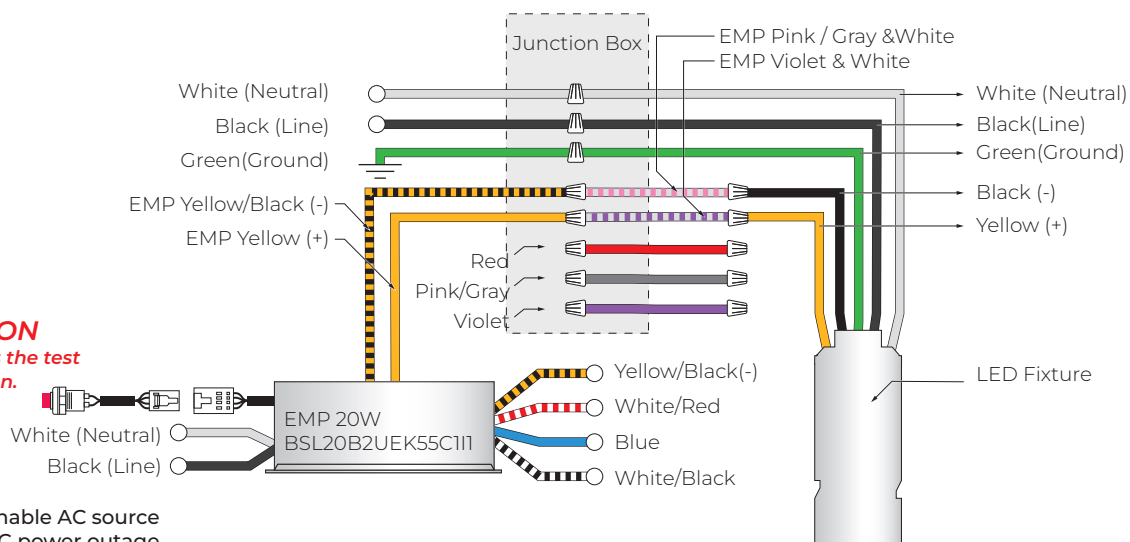 Junction Box
EMP Pink / Gray &White
EMP Violet & White
White (Neutral)
White (Neutral)
Black (Line)
Black(Line)
Green(Ground)
Green(Ground)
EMP Yellow/Black (-)
Black (-)
EMP Yellow (+)
Yellow (+)
Red
Pink/Gray
Violet
ON
s the test
n.
Yellow/Black(-)
LED Fixture
White/Red
EMP 20W
BSL20B2UEK55C1I1
White (Neutral)
Blue
Black (Line)
White/Black
nable AC source
C power outage